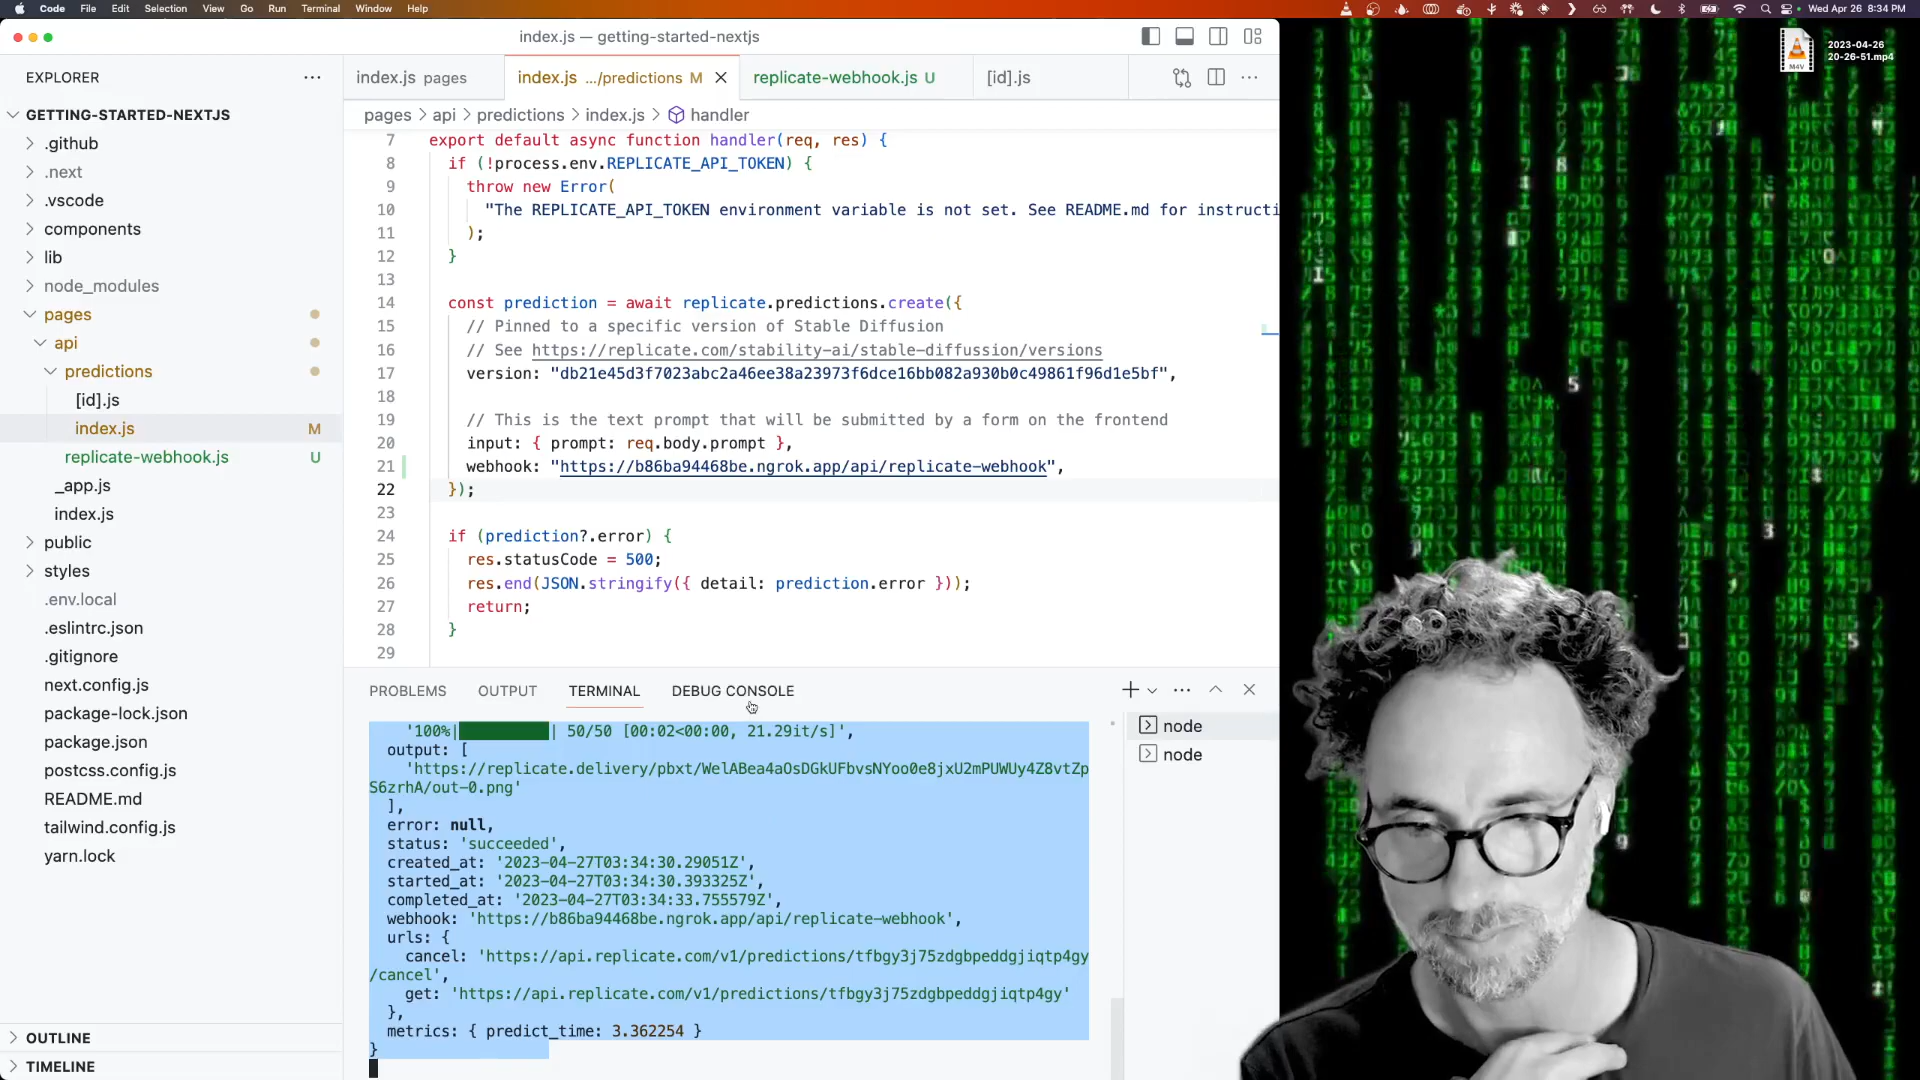 Code File Edit Selection View Go Run Terminal Window Help
Wed Apr 26 8:34 PM
index.js — getting-started-nextjs
2023-04-26
20-26-51.mp4
M4V
EXPLORER
GETTING-STARTED-NEXTJS
.github
.next
.vscode
components
lib
node_modules
pages
api
predictions
[id].js
index.js M
replicate-webhook.js U
_app.js
index.js
public
styles
.env.local
.eslintrc.json
.gitignore
next.config.js
package-lock.json
package.json
postcss.config.js
README.md
tailwind.config.js
yarn.lock
OUTLINE
TIMELINE
index.js pages
index.js .../predictions M
replicate-webhook.js U
[id].js
pages > api > predictions > index.js > handler
7 export default async function handler(req, res) {
8 if (!process.env.REPLICATE_API_TOKEN) {
9 throw new Error(
10 "The REPLICATE_API_TOKEN environment variable is not set. See README.md for instructi
11 );
12 }
13
14 const prediction = await replicate.predictions.create({
15 // Pinned to a specific version of Stable Diffusion
16 // See https://replicate.com/stability-ai/stable-diffussion/versions
17 version: "db21e45d3f7023abc2a46ee38a23973f6dce16bb082a930b0c49861f96d1e5bf",
18
19 // This is the text prompt that will be submitted by a form on the frontend
20 input: { prompt: req.body.prompt },
21 webhook: "https://b86ba94468be.ngrok.app/api/replicate-webhook",
22 });
23
24 if (prediction?.error) {
25 res.statusCode = 500;
26 res.end(JSON.stringify({ detail: prediction.error }));
27 return;
28 }
29
PROBLEMS OUTPUT TERMINAL DEBUG CONSOLE
'100%| | 50/50 [00:02<00:00, 21.29it/s]',
output: [
'https://replicate.delivery/pbxt/WelABea4aOsDGkUFbvsNYoo0e8jxU2mPUWUy4Z8vtZp
S6zrhA/out-0.png'
],
error: null,
status: 'succeeded',
created_at: '2023-04-27T03:34:30.29051Z',
started_at: '2023-04-27T03:34:30.393325Z',
completed_at: '2023-04-27T03:34:33.755579Z',
webhook: 'https://b86ba94468be.ngrok.app/api/replicate-webhook',
urls: {
cancel: 'https://api.replicate.com/v1/predictions/tfbgy3j75zdgbpeddgjiqtp4gy
/cancel',
get: 'https://api.replicate.com/v1/predictions/tfbgy3j75zdgbpeddgjiqtp4gy'
},
metrics: { predict_time: 3.362254 }
}
node
node